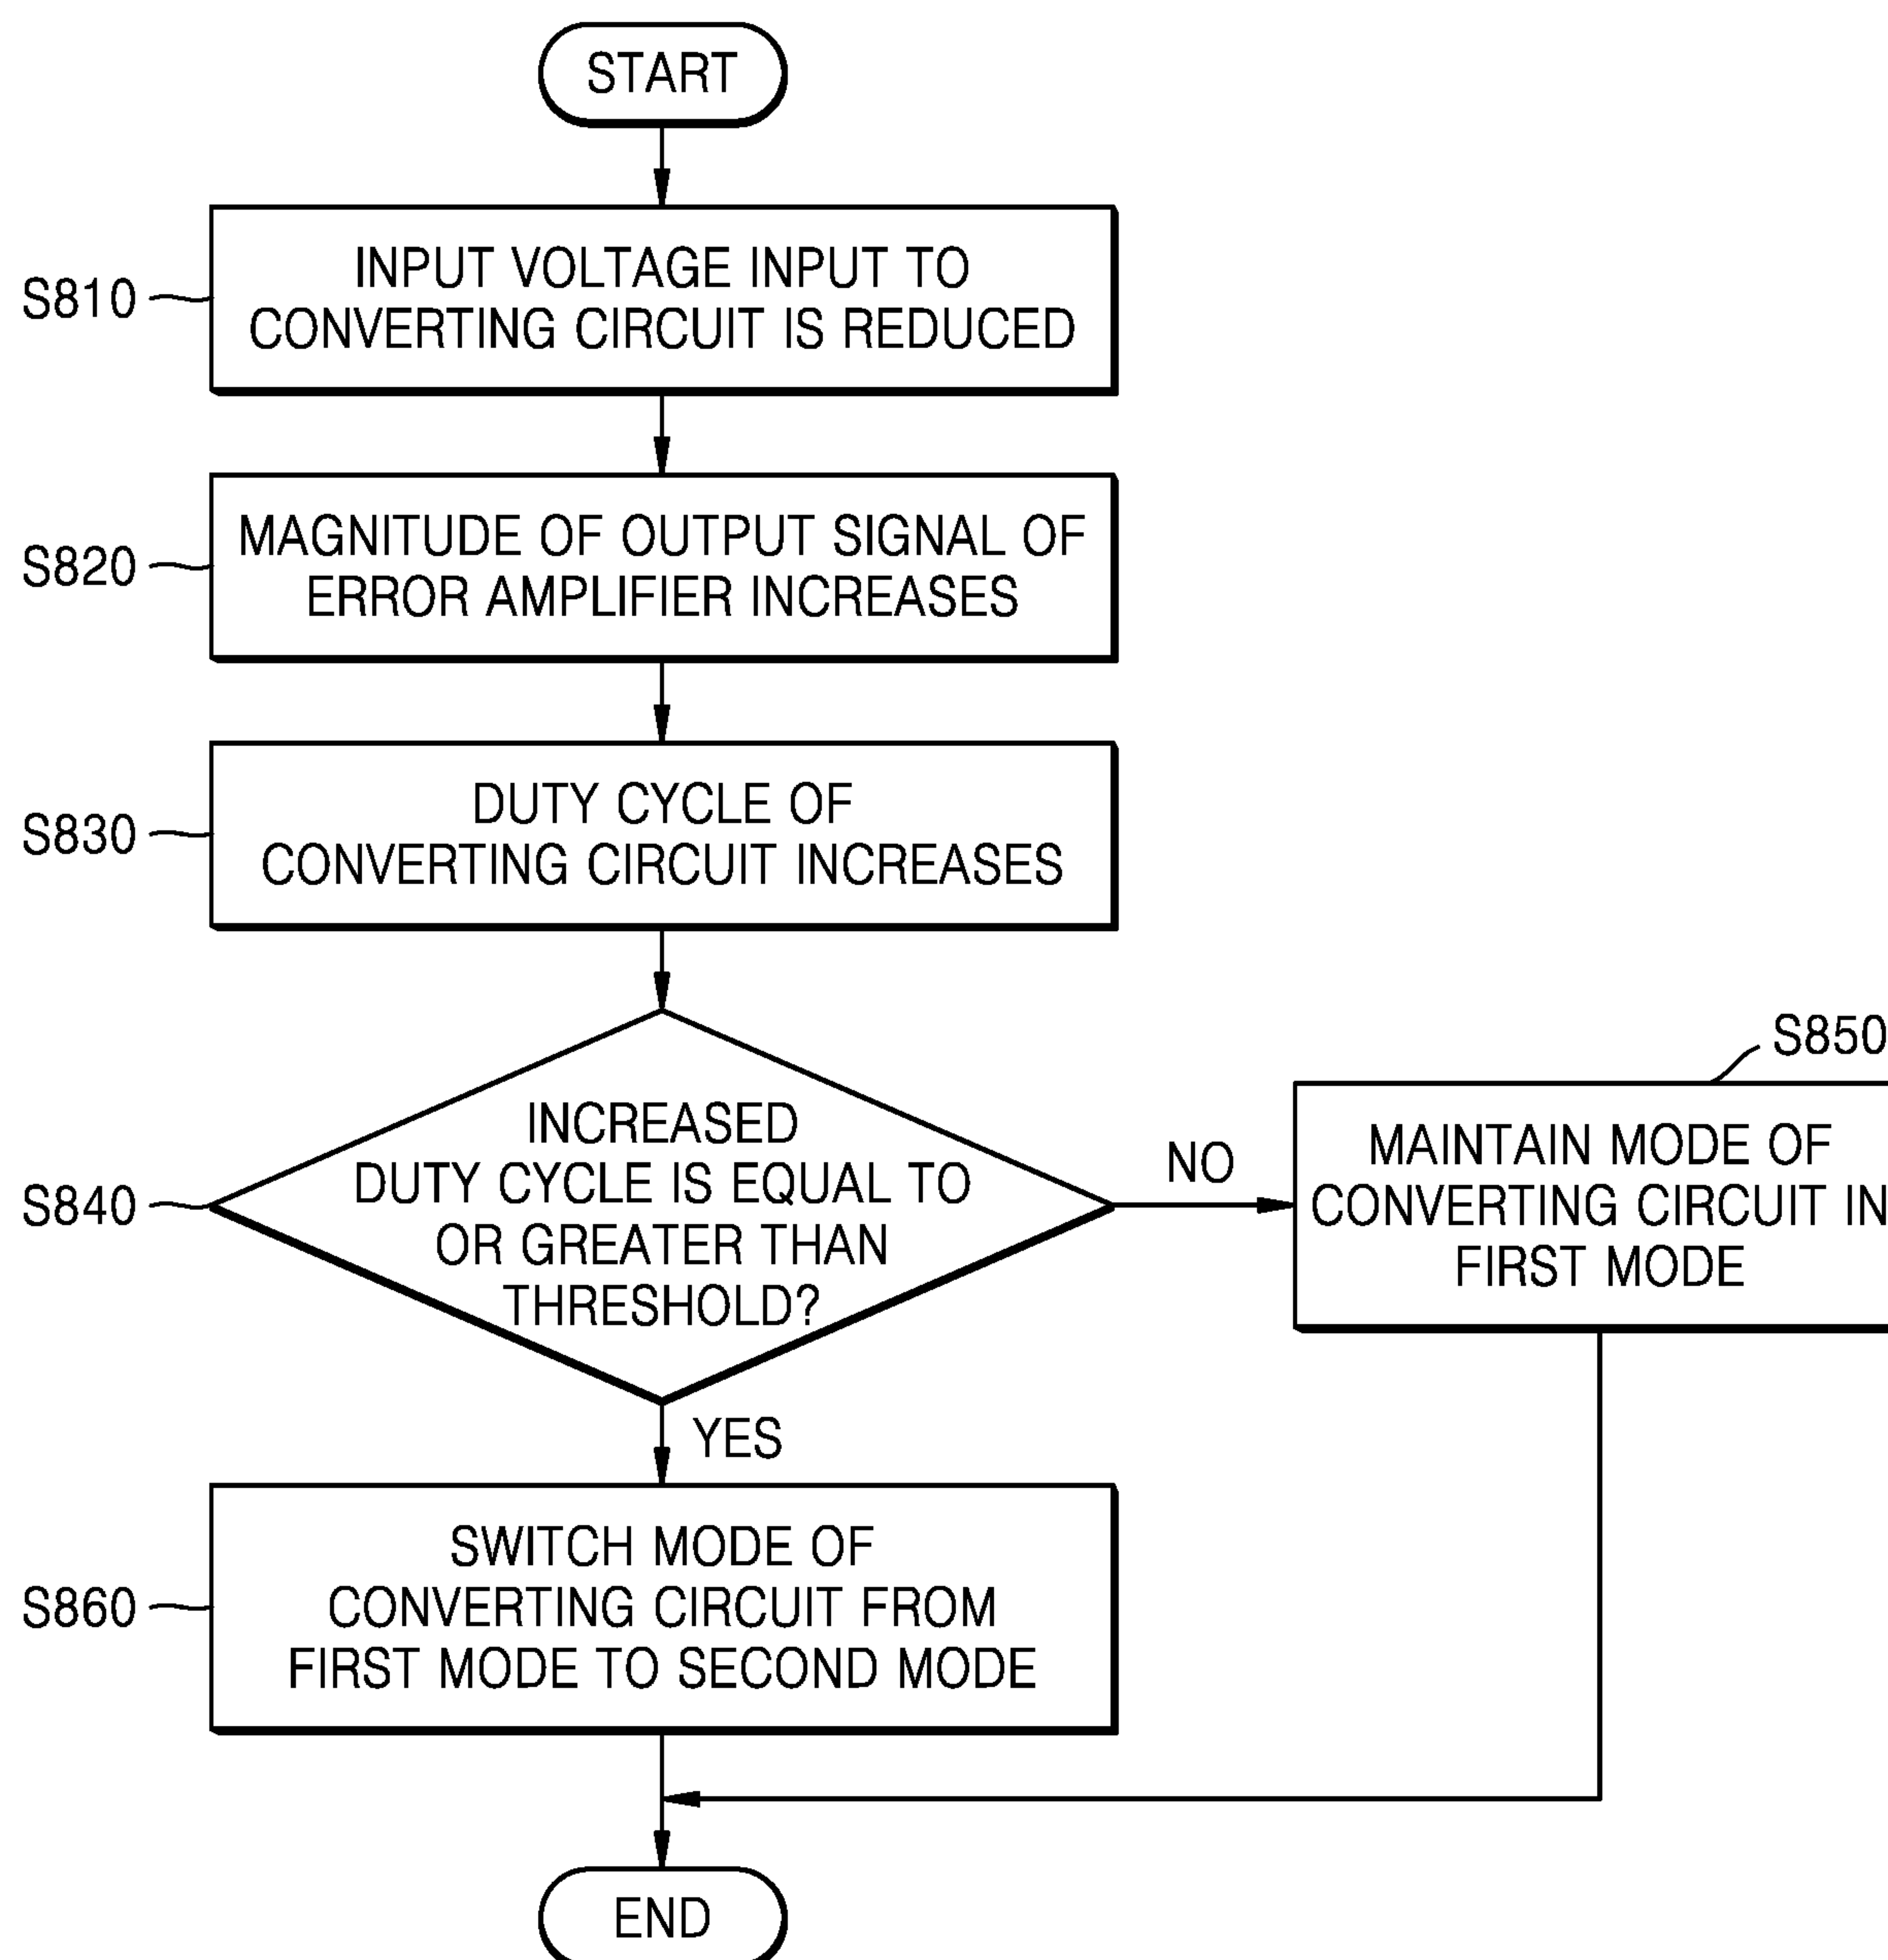 START
S810
INPUT VOLTAGE INPUT TO
CONVERTING CIRCUIT IS REDUCED
S820
MAGNITUDE OF OUTPUT SIGNAL OF
ERROR AMPLIFIER INCREASES
S830
DUTY CYCLE OF
CONVERTING CIRCUIT INCREASES
S840
INCREASED
DUTY CYCLE IS EQUAL TO
OR GREATER THAN
THRESHOLD?
NO
S850
MAINTAIN MODE OF
CONVERTING CIRCUIT IN
FIRST MODE
YES
S860
SWITCH MODE OF
CONVERTING CIRCUIT FROM
FIRST MODE TO SECOND MODE
END